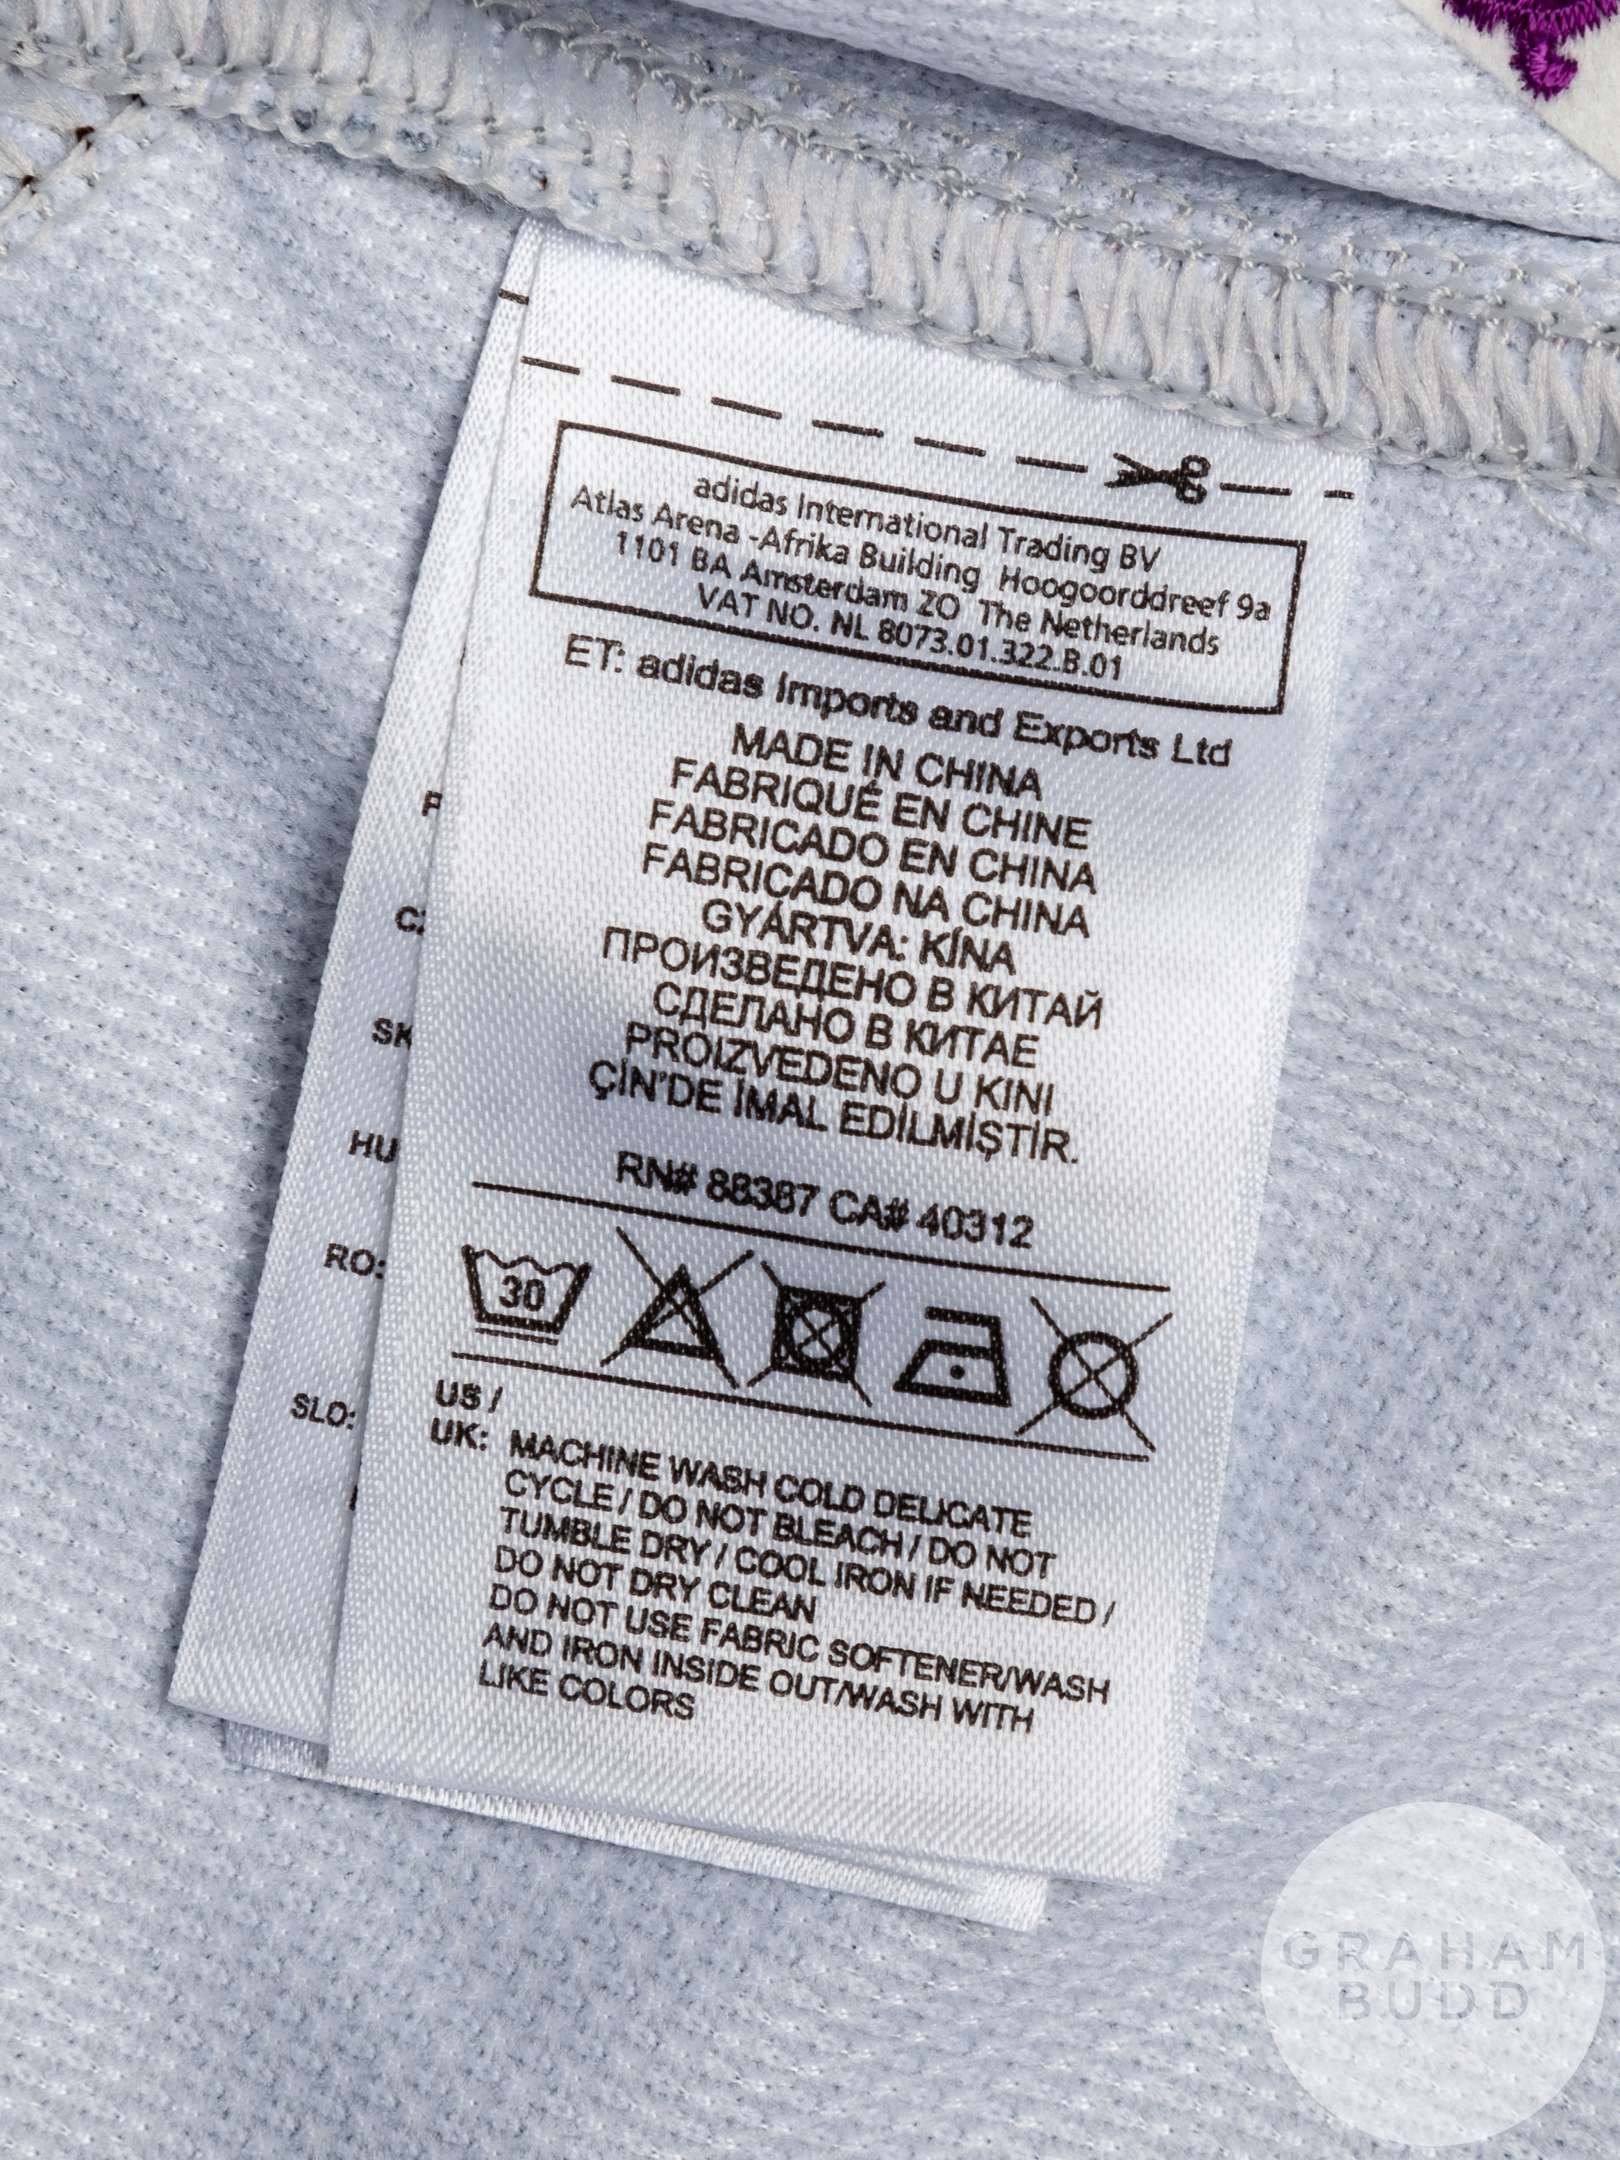 adidas International Trading BV
Atlas Arena -Afrika Building Hoogoorddreef 9a
1101 BA Amsterdam ZO The Netherlands
VAT NO. NL 8073.01.322.B.01
ET: adidas Imports and Exports Ltd
MADE IN CHINA
FABRIQUÉ EN CHINE
FABRICADO EN CHINA
FABRICADO NA CHINA
GYÁRTVA: KÍNA
ПРОИЗВЕДЕНО В КИТАЙ
СДЕЛАНО В КИТАЕ
PROIZVEDENO U KINI
ÇİN'DE İMAL EDİLMİŞTİR.
RN# 88387 CA# 40312
30
US /
UK: MACHINE WASH COLD DELICATE
CYCLE / DO NOT BLEACH / DO NOT
TUMBLE DRY / COOL IRON IF NEEDED /
DO NOT DRY CLEAN
DO NOT USE FABRIC SOFTENER/WASH
AND IRON INSIDE OUT/WASH WITH
LIKE COLORS
SK
HU
RO:
SLO:
GRAHAM
BUDD